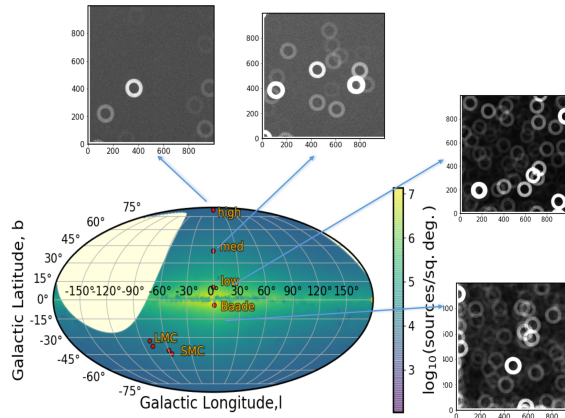 800
600
400
200
0
0 200 400 600 800
800
600
400
200
0
0 200 400 600 800
800
600
400
200
0
0 200 400 600 800
800
600
400
200
0
0 200 400 600 800
Galactic Latitude, b
75°
60°
45°
30°
15°
0°
-15°
-30°
-45°
-60°
-75°
-150°-120°-90° -60° -30° 0° 30° 60° 90° 120° 150°
high
med
low
Baade
LMC
SMC
Galactic Longitude,l
7
6
5
4
3
log10(sources/sq. deg.)